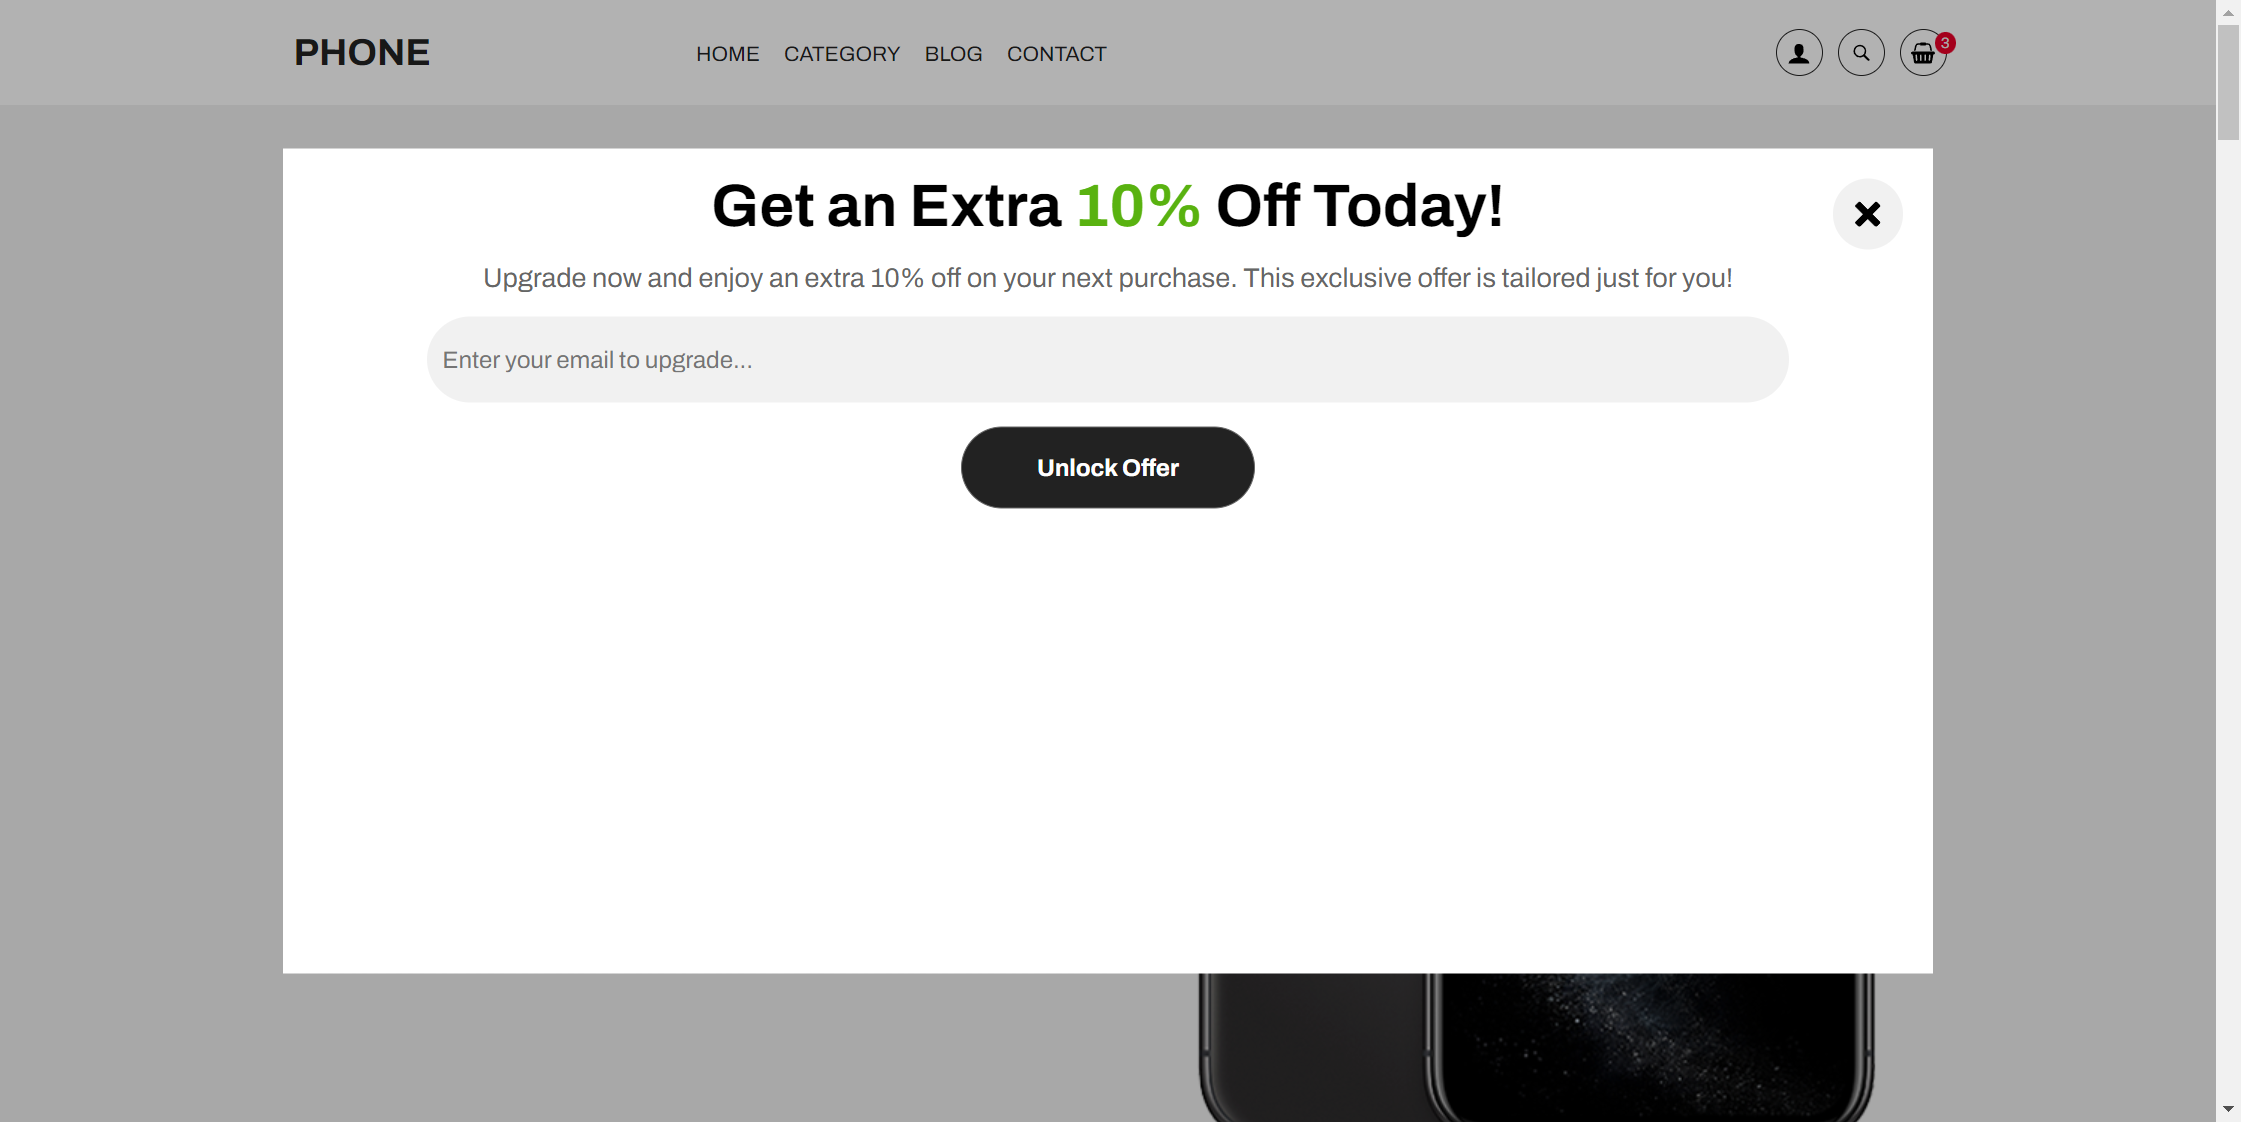 PHONE
HOME CATEGORY BLOG CONTACT
3
Get an Extra 10% Off Today!
Upgrade now and enjoy an extra 10% off on your next purchase. This exclusive offer is tailored just for you!
Enter your email to upgrade...
Unlock Offer